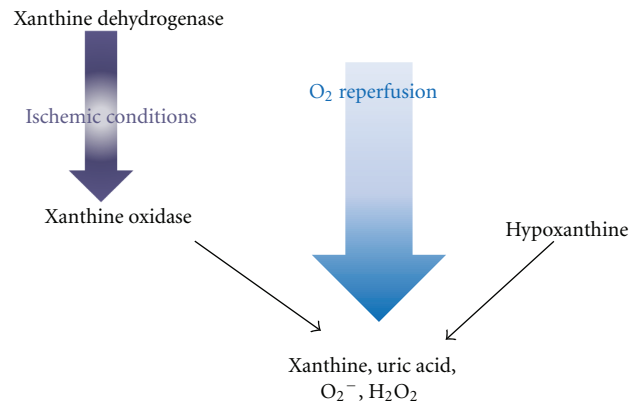 Xanthine dehydrogenase
Ischemic conditions
O₂ reperfusion
Xanthine oxidase
Hypoxanthine
Xanthine, uric acid,
O₂⁻, H₂O₂